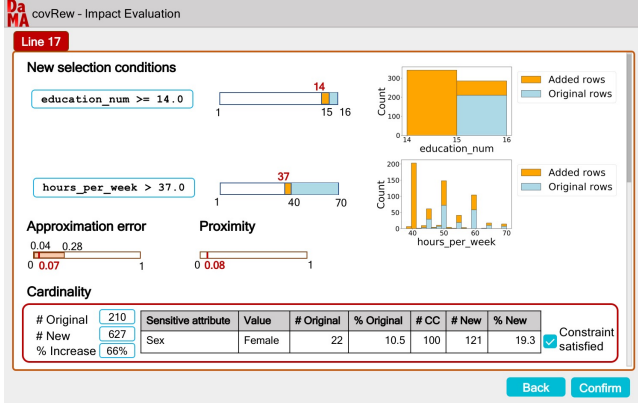 DaMA covRew - Impact Evaluation
Line 17
New selection conditions
education_num >= 14.0
14
1 15 16
Count
300
200
100
0
14 15 16
education_num
Added rows
Original rows
hours_per_week > 37.0
37
1 40 70
Count
200
150
100
50
0
40 50 60 70
hours_per_week
Added rows
Original rows
Approximation error
0.04 0.28
0 0.07 1
Proximity
0 0.08 1
Cardinality
# Original 210
# New 627
% Increase 66%
Sensitive attribute Value # Original % Original # CC # New % New
Sex Female 22 10.5 100 121 19.3
Constraint
satisfied
Back Confirm